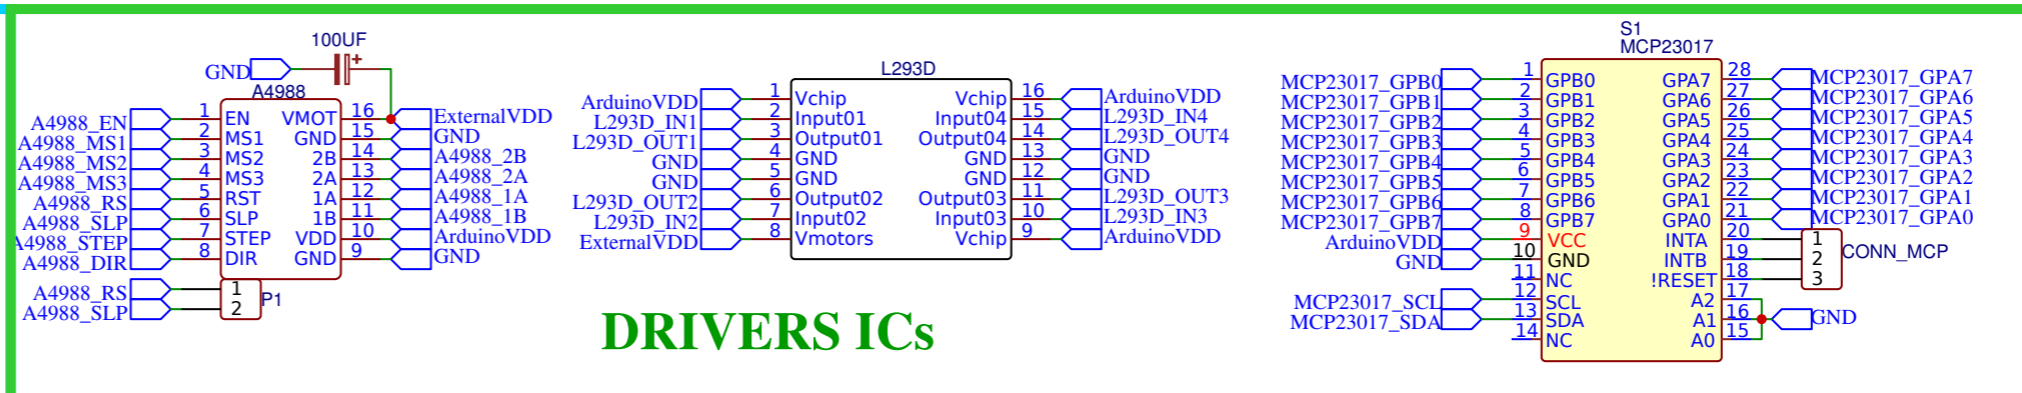 100UF
+
GND
A4988
A4988_EN 1 EN VMOT 16 ExternalVDD
A4988_MS1 2 MS1 GND 15 GND
A4988_MS2 3 MS2 2B 14 A4988_2B
A4988_MS3 4 MS3 2A 13 A4988_2A
A4988_RS 5 RST 1A 12 A4988_1A
A4988_SLP 6 SLP 1B 11 A4988_1B
A4988_STEP 7 STEP VDD 10 ArduinoVDD
A4988_DIR 8 DIR GND 9 GND
A4988_RS 1 P1
A4988_SLP 2
L293D
ArduinoVDD 1 Vchip Vchip 16 ArduinoVDD
L293D_IN1 2 Input01 Input04 15 L293D_IN4
L293D_OUT1 3 Output01 Output04 14 L293D_OUT4
GND 4 GND GND 13 GND
GND 5 GND GND 12 GND
L293D_OUT2 6 Output02 Output03 11 L293D_OUT3
L293D_IN2 7 Input02 Input03 10 L293D_IN3
ExternalVDD 8 Vmotors Vchip 9 ArduinoVDD
DRIVERS ICs
S1
MCP23017
MCP23017_GPB0 1 GPB0 GPA7 28 MCP23017_GPA7
MCP23017_GPB1 2 GPB1 GPA6 27 MCP23017_GPA6
MCP23017_GPB2 3 GPB2 GPA5 26 MCP23017_GPA5
MCP23017_GPB3 4 GPB3 GPA4 25 MCP23017_GPA4
MCP23017_GPB4 5 GPB4 GPA3 24 MCP23017_GPA3
MCP23017_GPB5 6 GPB5 GPA2 23 MCP23017_GPA2
MCP23017_GPB6 7 GPB6 GPA1 22 MCP23017_GPA1
MCP23017_GPB7 8 GPB7 GPA0 21 MCP23017_GPA0
ArduinoVDD 9 VCC INTA 20 1
GND 10 GND INTB 19 2 CONN_MCP
11 NC !RESET 18 3
MCP23017_SCL 12 SCL A2 17
MCP23017_SDA 13 SDA A1 16 GND
14 NC A0 15